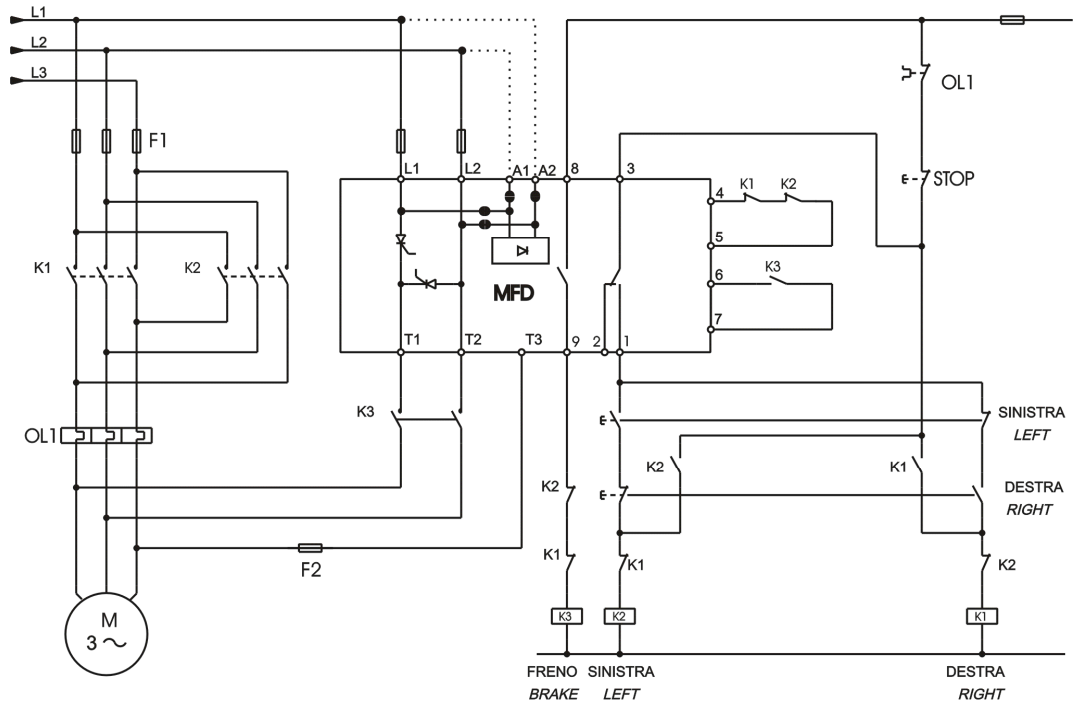 L1
L2
L3
F1
OL1
STOP
L1
L2
A1
A2
8
3
4
K1
K2
5
6
K3
7
K1
K2
MFD
T1
T2
T3
9
2
1
K3
SINISTRA
LEFT
OL1
K2
K1
K2
DESTRA
RIGHT
F2
K1
K1
K2
M
3
K3
K2
K1
FRENO
BRAKE
SINISTRA
LEFT
DESTRA
RIGHT